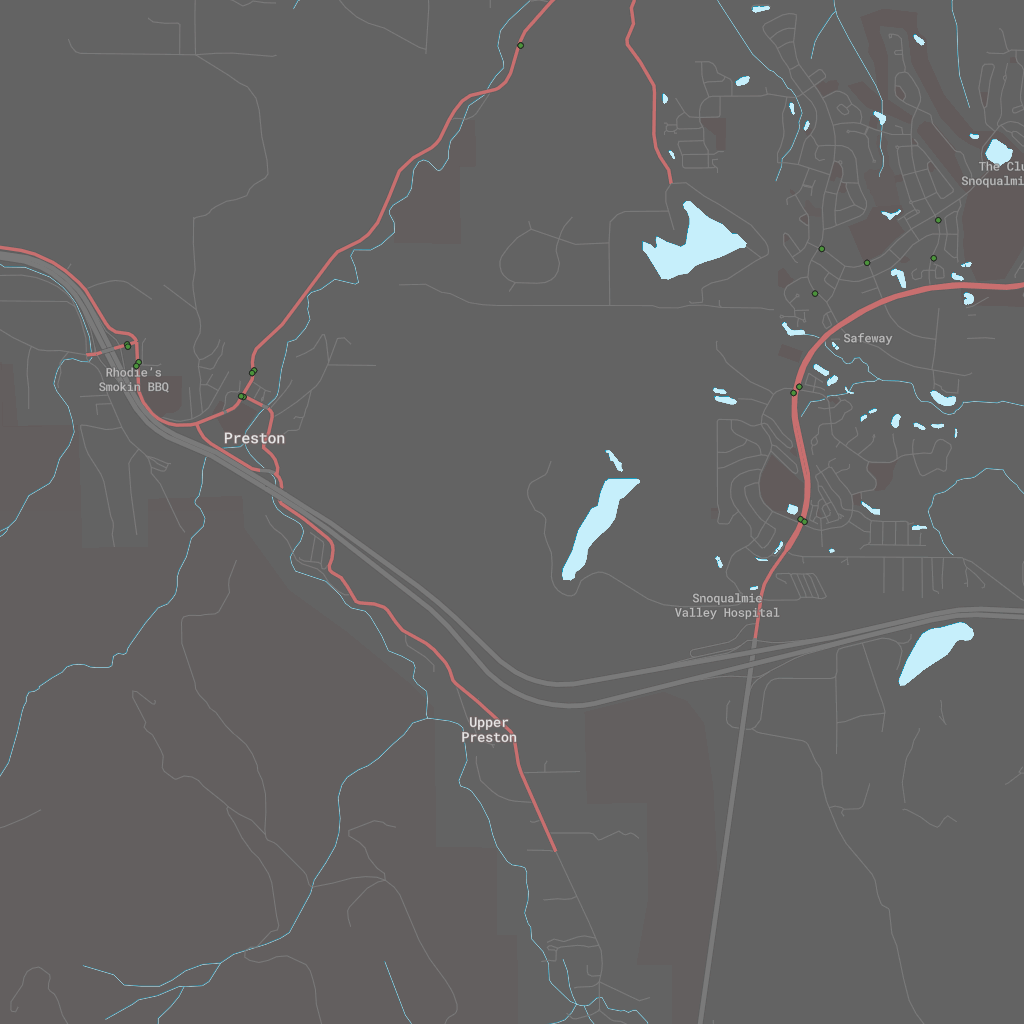 The Clu
Snoqualmi
Safeway
Rhodie's
Smokin BBQ
Preston
Snoqualmie
Valley Hospital
Upper
Preston